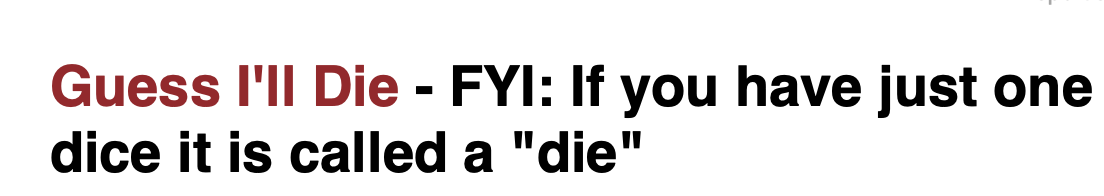 Guess I'll Die - FYI: If you have just one
dice it is called a "die"